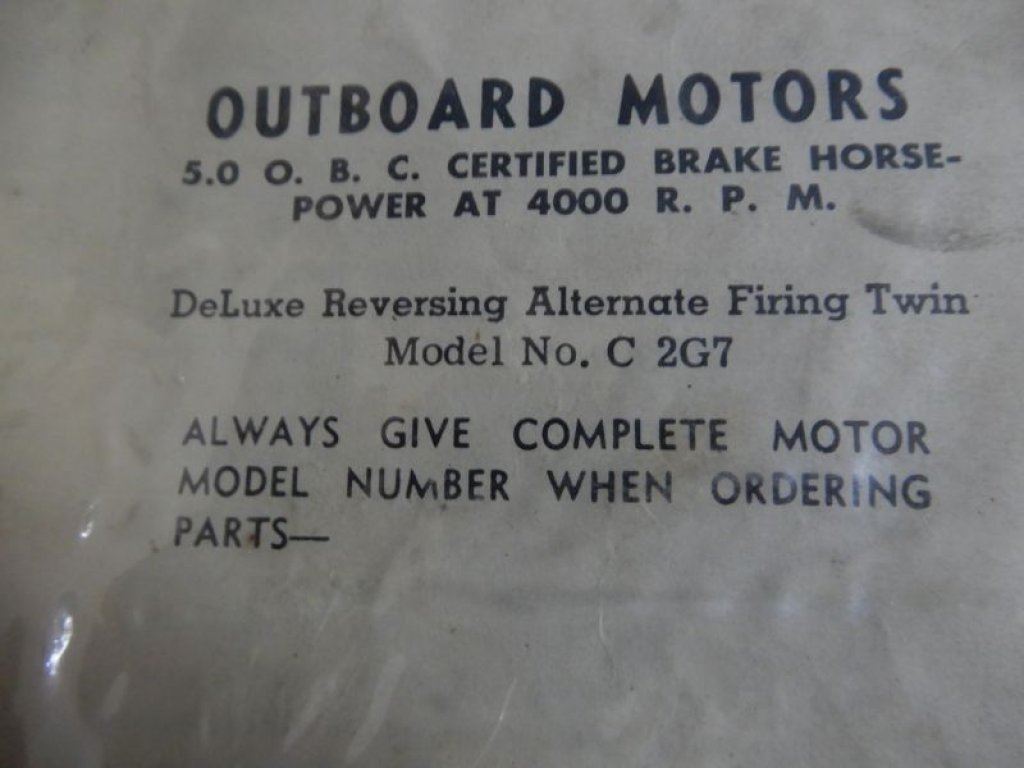 OUTBOARD MOTORS
5.0 O. B. C. CERTIFIED BRAKE HORSE-
POWER AT 4000 R. P. M.
DeLuxe Reversing Alternate Firing Twin
Model No. C 2G7
ALWAYS GIVE COMPLETE MOTOR
MODEL NUMBER WHEN ORDERING
PARTS—